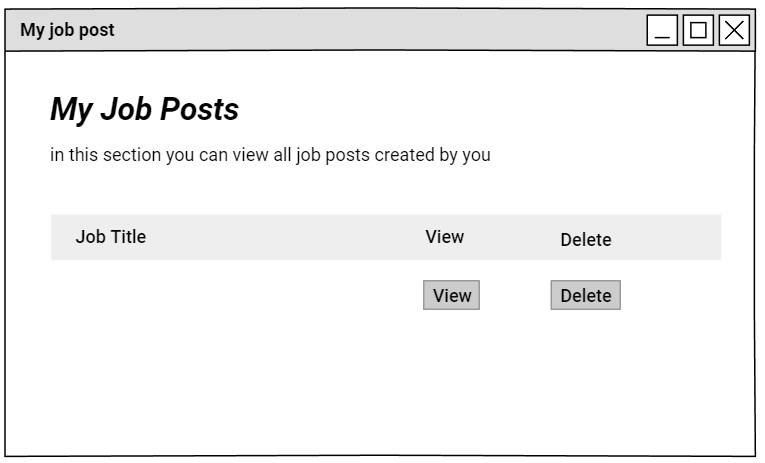 My job post
My Job Posts
in this section you can view all job posts created by you
Job Title View Delete
View Delete